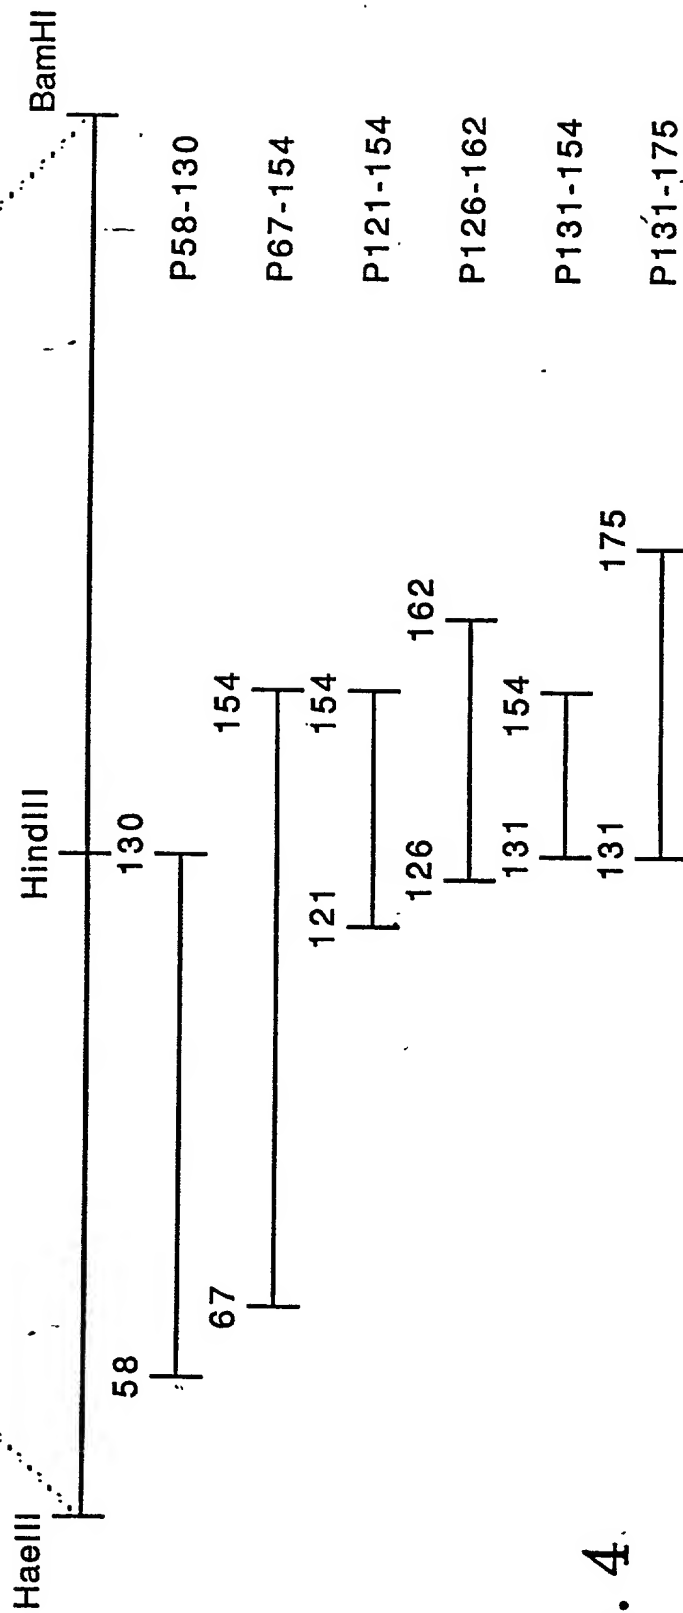 HaeIII HindIII BamHI
58 130 P58-130
67 154 P67-154
121 154 P121-154
126 162 P126-162
131 154 P131-154
131 175 P131-175
. 4